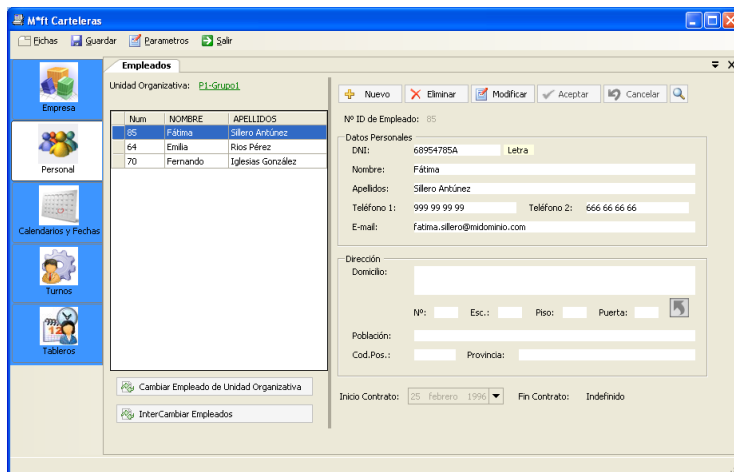 M*ft Carteleras
Fichas Guardar Parametros Salir
Empresa
Personal
Calendarios y Fechas
Turnos
Tableros
Empleados
Unidad Organizativa: P1-Grupo1
Num NOMBRE APELLIDOS
85 Fátima Sillero Antúnez
64 Emilia Rios Pérez
70 Fernando Iglesias González
Cambiar Empleado de Unidad Organizativa
InterCambiar Empleados
Nuevo Eliminar Modificar Aceptar Cancelar
Nº ID de Empleado: 85
Datos Personales
DNI: 68954785A Letra
Nombre: Fátima
Apellidos: Sillero Antúnez
Teléfono 1: 999 99 99 99 Teléfono 2: 666 66 66 66
E-mail: fatima.sillero@midominio.com
Dirección
Domicilio:
Nº: Esc.: Piso: Puerta:
Población:
Cod.Pos.: Provincia:
Inicio Contrato: 25 febrero 1996 Fin Contrato: Indefinido